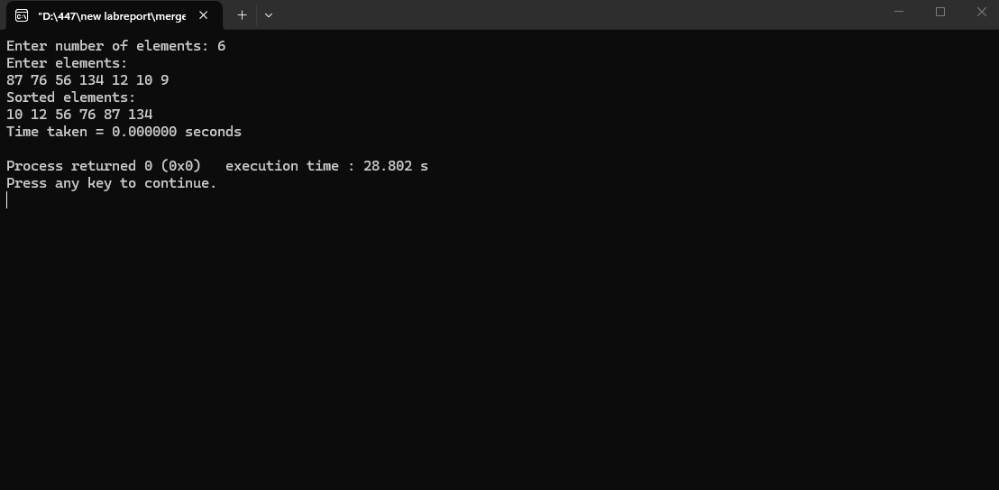 "D:\447\new labreport\merge
Enter number of elements: 6
Enter elements:
87 76 56 134 12 10 9
Sorted elements:
10 12 56 76 87 134
Time taken = 0.000000 seconds
Process returned 0 (0x0)   execution time : 28.802 s
Press any key to continue.